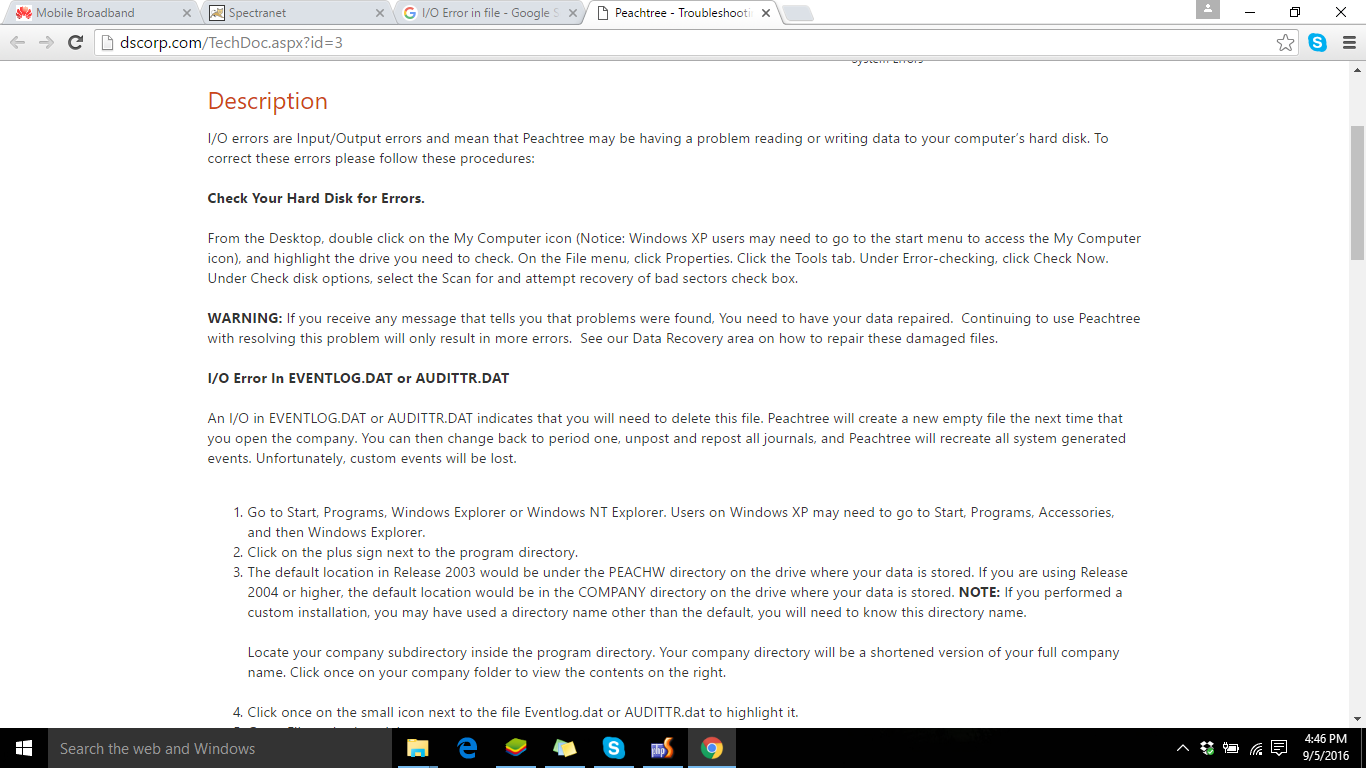 Mobile Broadband
Spectranet
I/O Error in file - Google S
Peachtree - Troubleshooti
dscorp.com/TechDoc.aspx?id=3
System Errors
Description
I/O errors are Input/Output errors and mean that Peachtree may be having a problem reading or writing data to your computer's hard disk. To
correct these errors please follow these procedures:
Check Your Hard Disk for Errors.
From the Desktop, double click on the My Computer icon (Notice: Windows XP users may need to go to the start menu to access the My Computer
icon), and highlight the drive you need to check. On the File menu, click Properties. Click the Tools tab. Under Error-checking, click Check Now.
Under Check disk options, select the Scan for and attempt recovery of bad sectors check box.
WARNING: If you receive any message that tells you that problems were found, You need to have your data repaired.  Continuing to use Peachtree
with resolving this problem will only result in more errors.  See our Data Recovery area on how to repair these damaged files.
I/O Error In EVENTLOG.DAT or AUDITTR.DAT
An I/O in EVENTLOG.DAT or AUDITTR.DAT indicates that you will need to delete this file. Peachtree will create a new empty file the next time that
you open the company. You can then change back to period one, unpost and repost all journals, and Peachtree will recreate all system generated
events. Unfortunately, custom events will be lost.
1. Go to Start, Programs, Windows Explorer or Windows NT Explorer. Users on Windows XP may need to go to Start, Programs, Accessories,
and then Windows Explorer.
2. Click on the plus sign next to the program directory.
3. The default location in Release 2003 would be under the PEACHW directory on the drive where your data is stored. If you are using Release
2004 or higher, the default location would be in the COMPANY directory on the drive where your data is stored. NOTE: If you performed a
custom installation, you may have used a directory name other than the default, you will need to know this directory name.
Locate your company subdirectory inside the program directory. Your company directory will be a shortened version of your full company
name. Click once on your company folder to view the contents on the right.
4. Click once on the small icon next to the file Eventlog.dat or AUDITTR.dat to highlight it.
Search the web and Windows
php
4:46 PM
9/5/2016